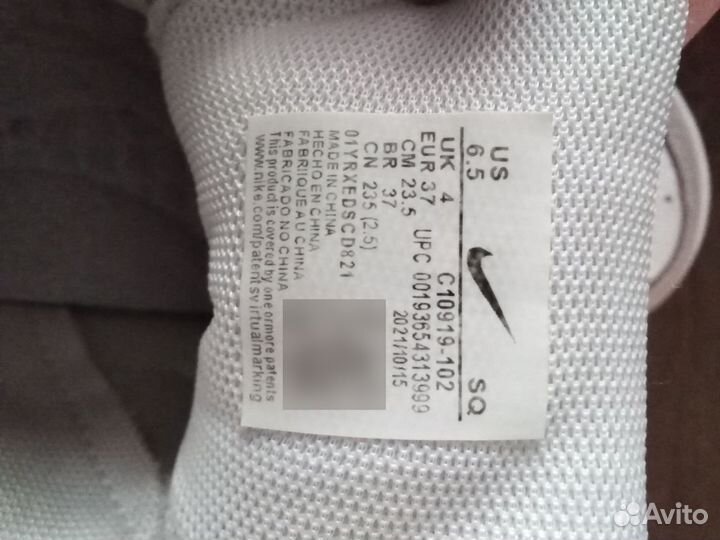 US
6.5
SQ
UK 4
C10919-102
EUR 37
UPC 00193654313999
CM 23.5
2021/10/15
BR 37
CN 235 (2.5)
01YRXEDSCD821
MADE IN CHINA
HECHO EN CHINA
FABRIIQUE AU CHINA
FABRICADO NO CHINA
This product is covered by one or more patents
www.nike.com/patentsvirtualmarking
Avito